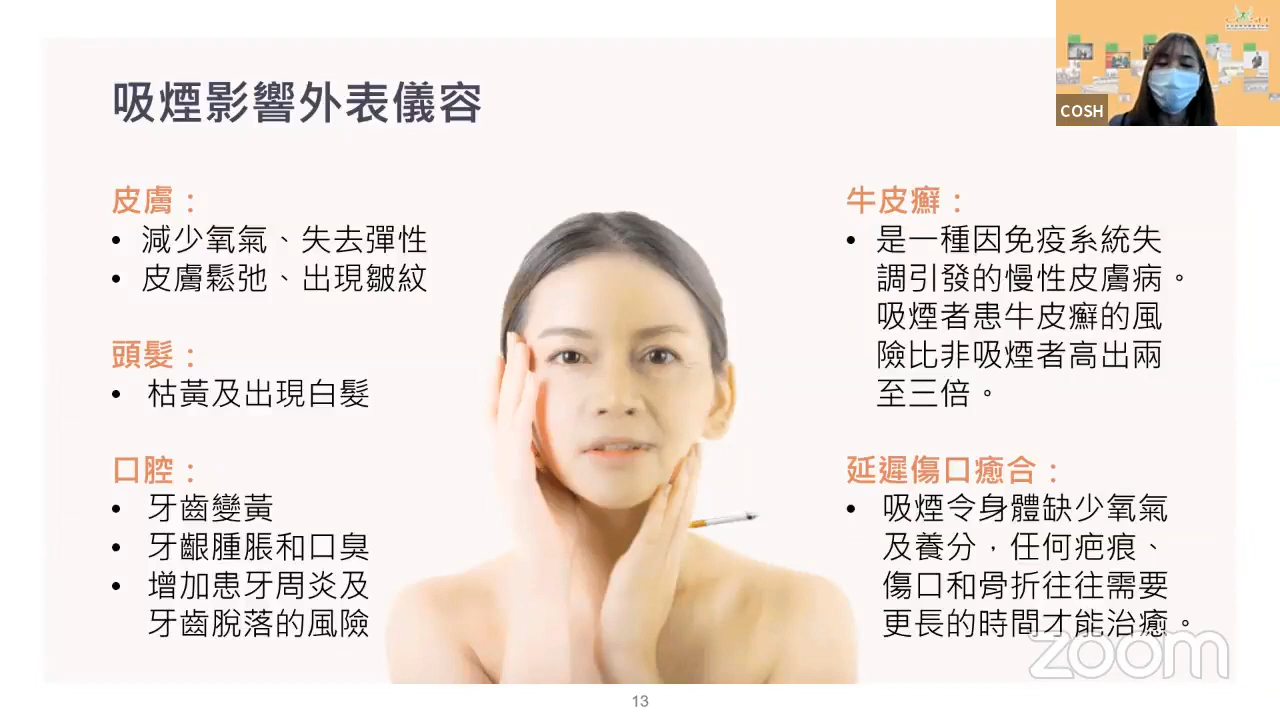 吸煙影響外表儀容
皮膚：
• 減少氧氣、失去彈性
• 皮膚鬆弛、出現皺紋
頭髮：
• 枯黃及出現白髮
口腔：
• 牙齒變黃
• 牙齦腫脹和口臭
• 增加患牙周炎及
牙齒脫落的風險
牛皮癬：
• 是一種因免疫系統失
調引發的慢性皮膚病。
吸煙者患牛皮癬的風
險比非吸煙者高出兩
至三倍。
延遲傷口癒合：
• 吸煙令身體缺少氧氣
及養分，任何疤痕、
傷口和骨折往往需要
更長的時間才能治癒。
COSH
zoom
13